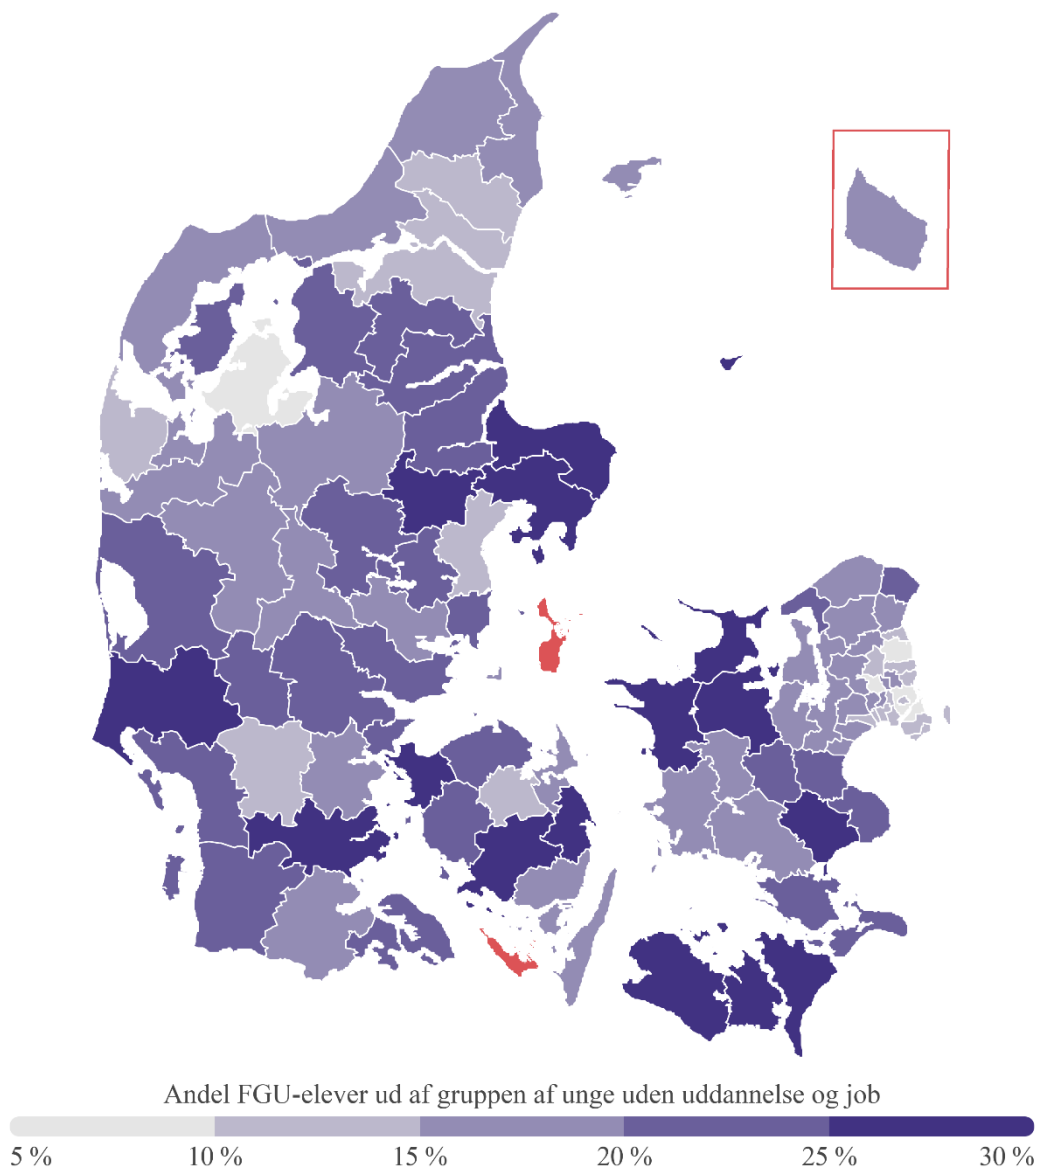 Andel FGU-elever ud af gruppen af unge uden uddannelse og job
5 % 10 % 15 % 20 % 25 % 30 %